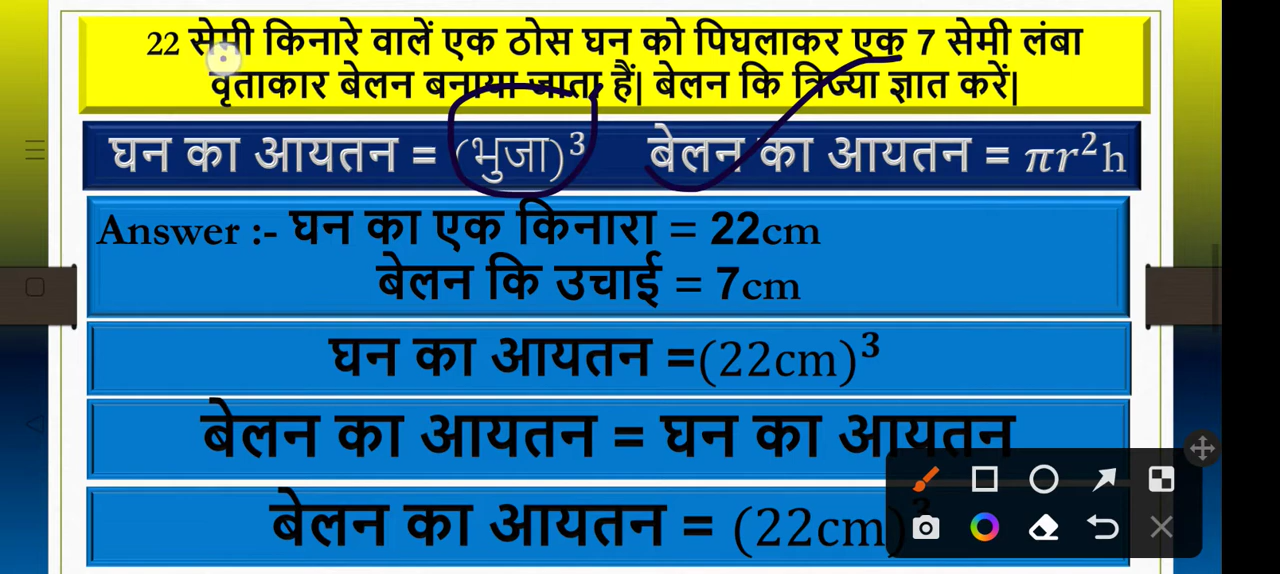 22 सेमी किनारे वालें एक ठोस घन को पिघलाकर एक 7 सेमी लंबा
वृताकार बेलन बनाया जाता हैं| बेलन कि त्रिज्या ज्ञात करें|
घन का आयतन = (भुजा)³ बेलन का आयतन = πr²h
Answer :- घन का एक किनारा = 22cm
बेलन कि उचाई = 7cm
घन का आयतन =(22cm)³
बेलन का आयतन = घन का आयतन
बेलन का आयतन = (22cm)³